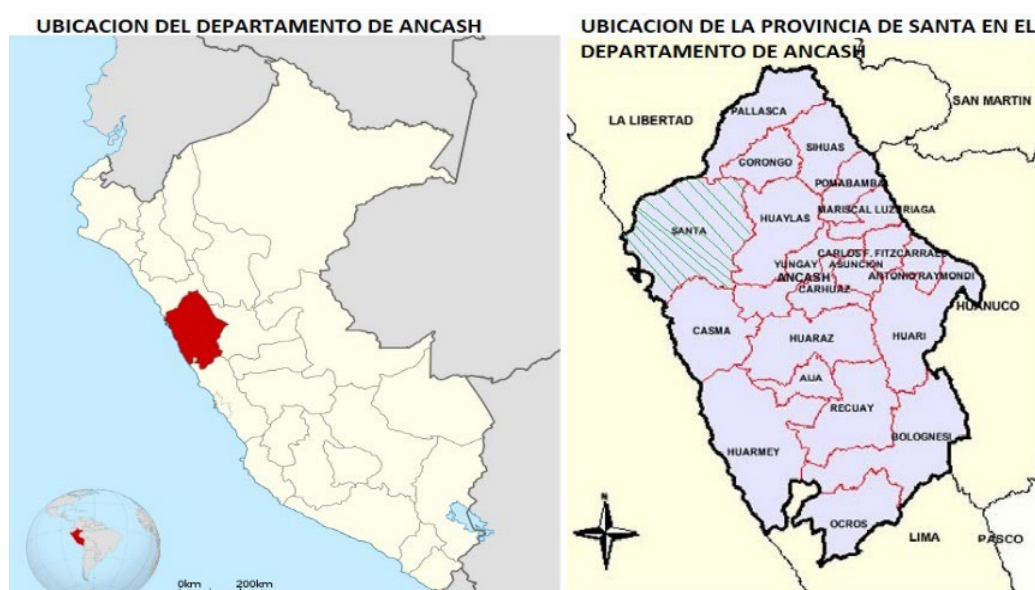 UBICACION DEL DEPARTAMENTO DE ANCASH
0km 200km
UBICACION DE LA PROVINCIA DE SANTA EN EL
DEPARTAMENTO DE ANCASH
SAN MARTIN
PALLASCA
LA LIBERTAD
SIHUAS
CORONGO
POMABAMBA
MARISCAL LUZURIAGA
HUAYLAS
SANTA
CARLOS F. FITZCARRALD
YUNGAY
ASUNCIÓN
ANCASH
ANTONIO RAYMONDI
CARHUAZ
HUANUCO
CASMA
HUARAZ
HUARI
AIJA
RECUAY
BOLOGNESI
HUARMEY
N
OCROS
LIMA
PASCO